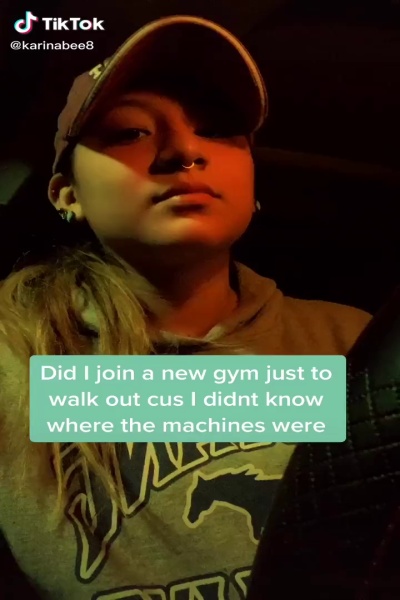 TikTok
@karinabee8
Did I join a new gym just to
walk out cus I didnt know
where the machines were